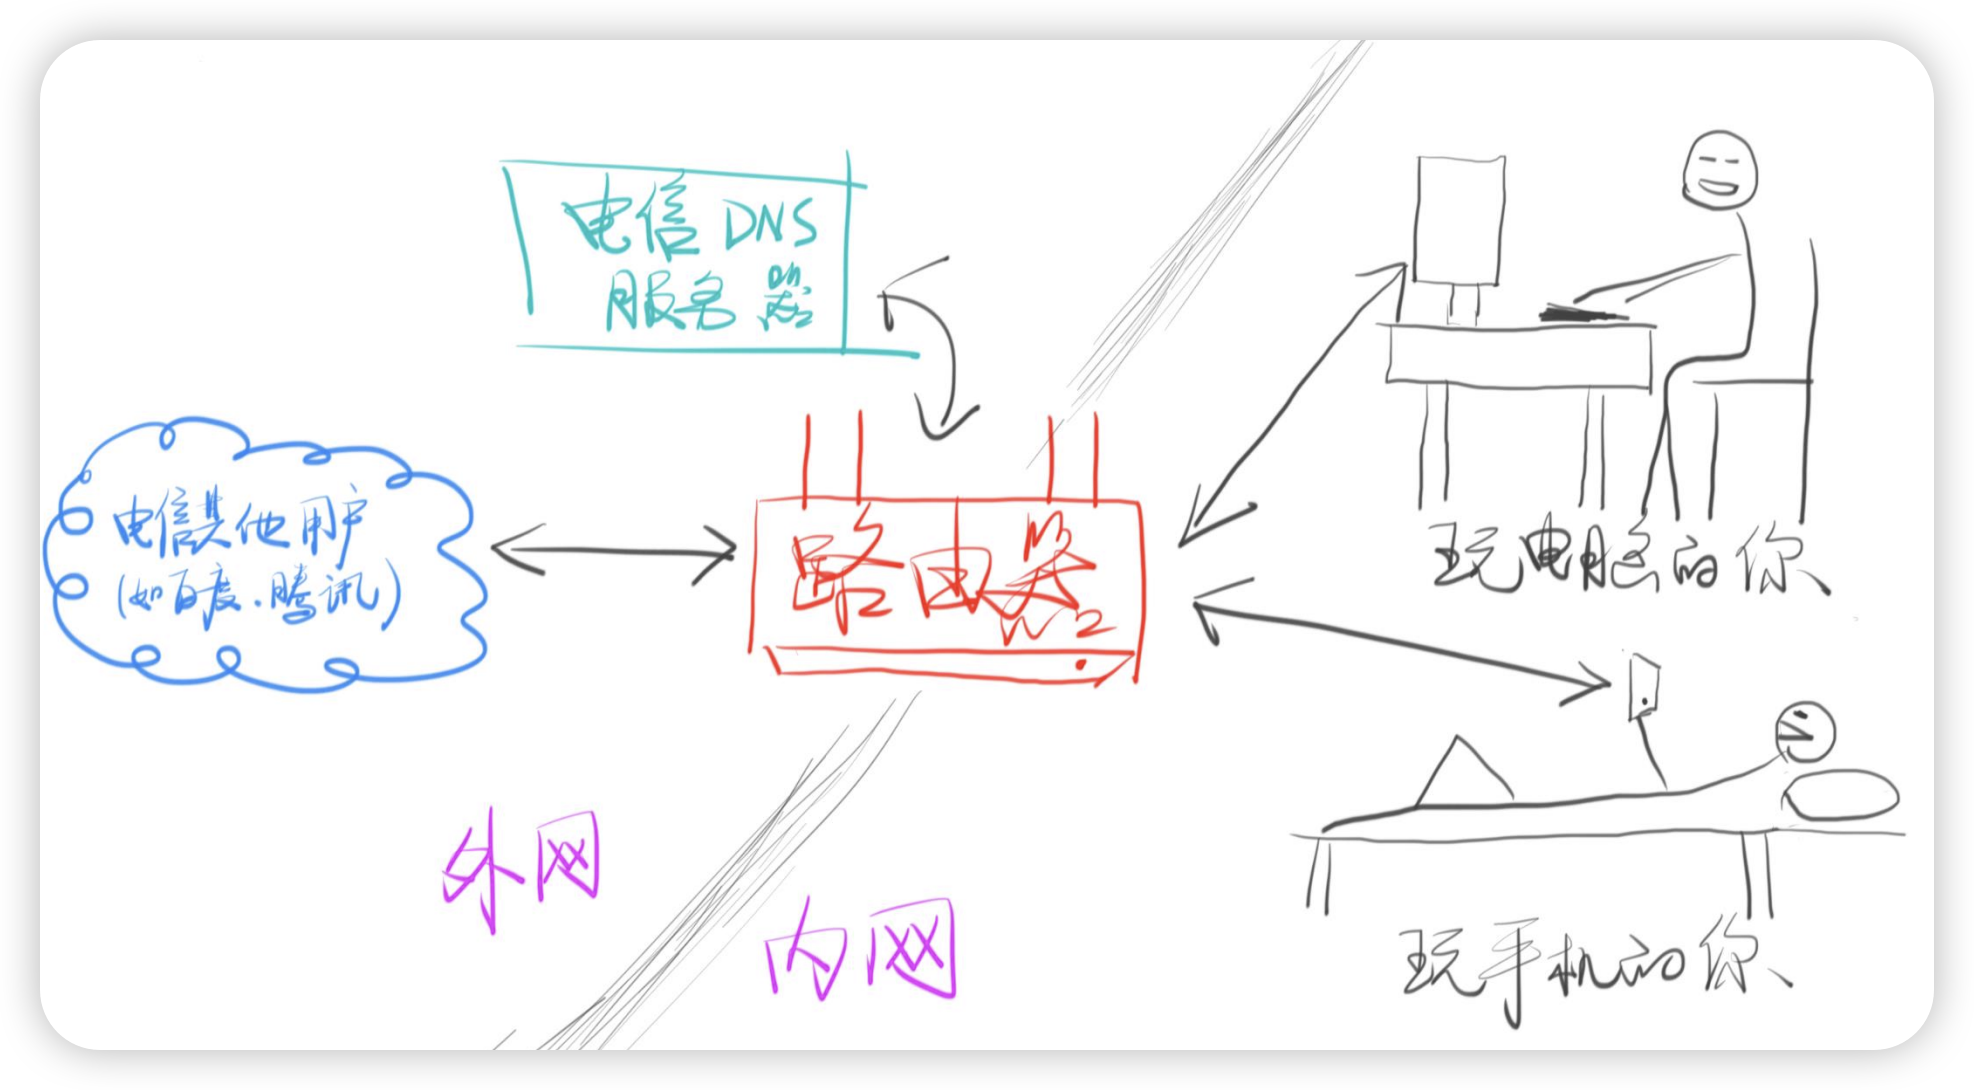 电信 DNS
服务器
电信其他用户
(如百度.腾讯)
路由器
玩电脑的你
外网
内网
玩手机的你